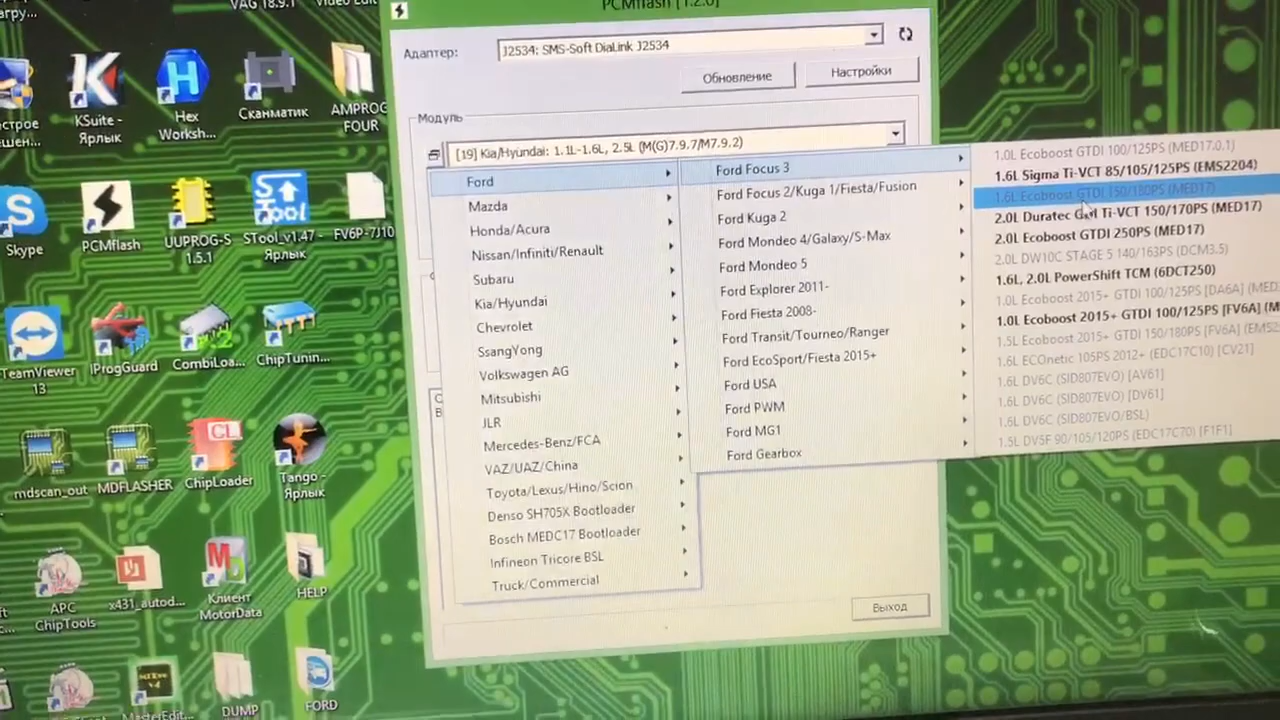 VAG 18.9.1
PCMflash [1.2.0]
Адаптер:
J2534: SMS-Soft DiaLink J2534
Обновление
Настройки
Модуль
[19] Kia/Hyundai: 1.1L-1.6L, 2.5L (M(G)7.9.7/M7.9.2)
Ford
Mazda
Honda/Acura
Nissan/Infiniti/Renault
Subaru
Kia/Hyundai
Chevrolet
SsangYong
Volkswagen AG
Mitsubishi
JLR
Mercedes-Benz/FCA
VAZ/UAZ/China
Toyota/Lexus/Hino/Scion
Denso SH705X Bootloader
Bosch MEDC17 Bootloader
Infineon Tricore BSL
Truck/Commercial
Ford Focus 3
Ford Focus 2/Kuga 1/Fiesta/Fusion
Ford Kuga 2
Ford Mondeo 4/Galaxy/S-Max
Ford Mondeo 5
Ford Explorer 2011-
Ford Fiesta 2008-
Ford Transit/Tourneo/Ranger
Ford EcoSport/Fiesta 2015+
Ford USA
Ford PWM
Ford MG1
Ford Gearbox
1.0L Ecoboost GTDI 100/125PS (MED17.0.1)
1.6L Sigma Ti-VCT 85/105/125PS (EMS2204)
1.6L Ecoboost GTDI 150/180PS (MED17)
2.0L Duratec GDI Ti-VCT 150/170PS (MED17)
2.0L Ecoboost GTDI 250PS (MED17)
2.0L DW10C STAGE 5 140/163PS (DCM3.5)
1.6L, 2.0L PowerShift TCM (6DCT250)
1.0L Ecoboost 2015+ GTDI 100/125PS [DA6A] (MED
1.0L Ecoboost 2015+ GTDI 100/125PS [FV6A] (M
1.5L Ecoboost 2015+ GTDI 150/180PS [FV6A] (EMS2
1.6L ECOnetic 105PS 2012+ (EDC17C10) [CV21]
1.6L DV6C (SID807EVO) [AV61]
1.6L DV6C (SID807EVO) [DV61]
1.6L DV6C (SID807EVO/BSL)
1.5L DV5F 90/105/120PS (EDC17C70) [F1F1]
Выход
KSuite -
Ярлык
Hex
Worksh...
Сканматик
AMPROG
FOUR
Skype
PCMflash
UUPROG-S
1.5.1
STool_v1.47 -
Ярлык
FV6P-7J10
TeamViewer
13
IProgGuard
CombiLoa...
ChipTunin...
mdscan_out
MDFLASHER
ChipLoader
Tango -
Ярлык
APC
ChipTools
x431_autod...
Клиент
MotorData
HELP
MasterEdit...
DUMP
FORD